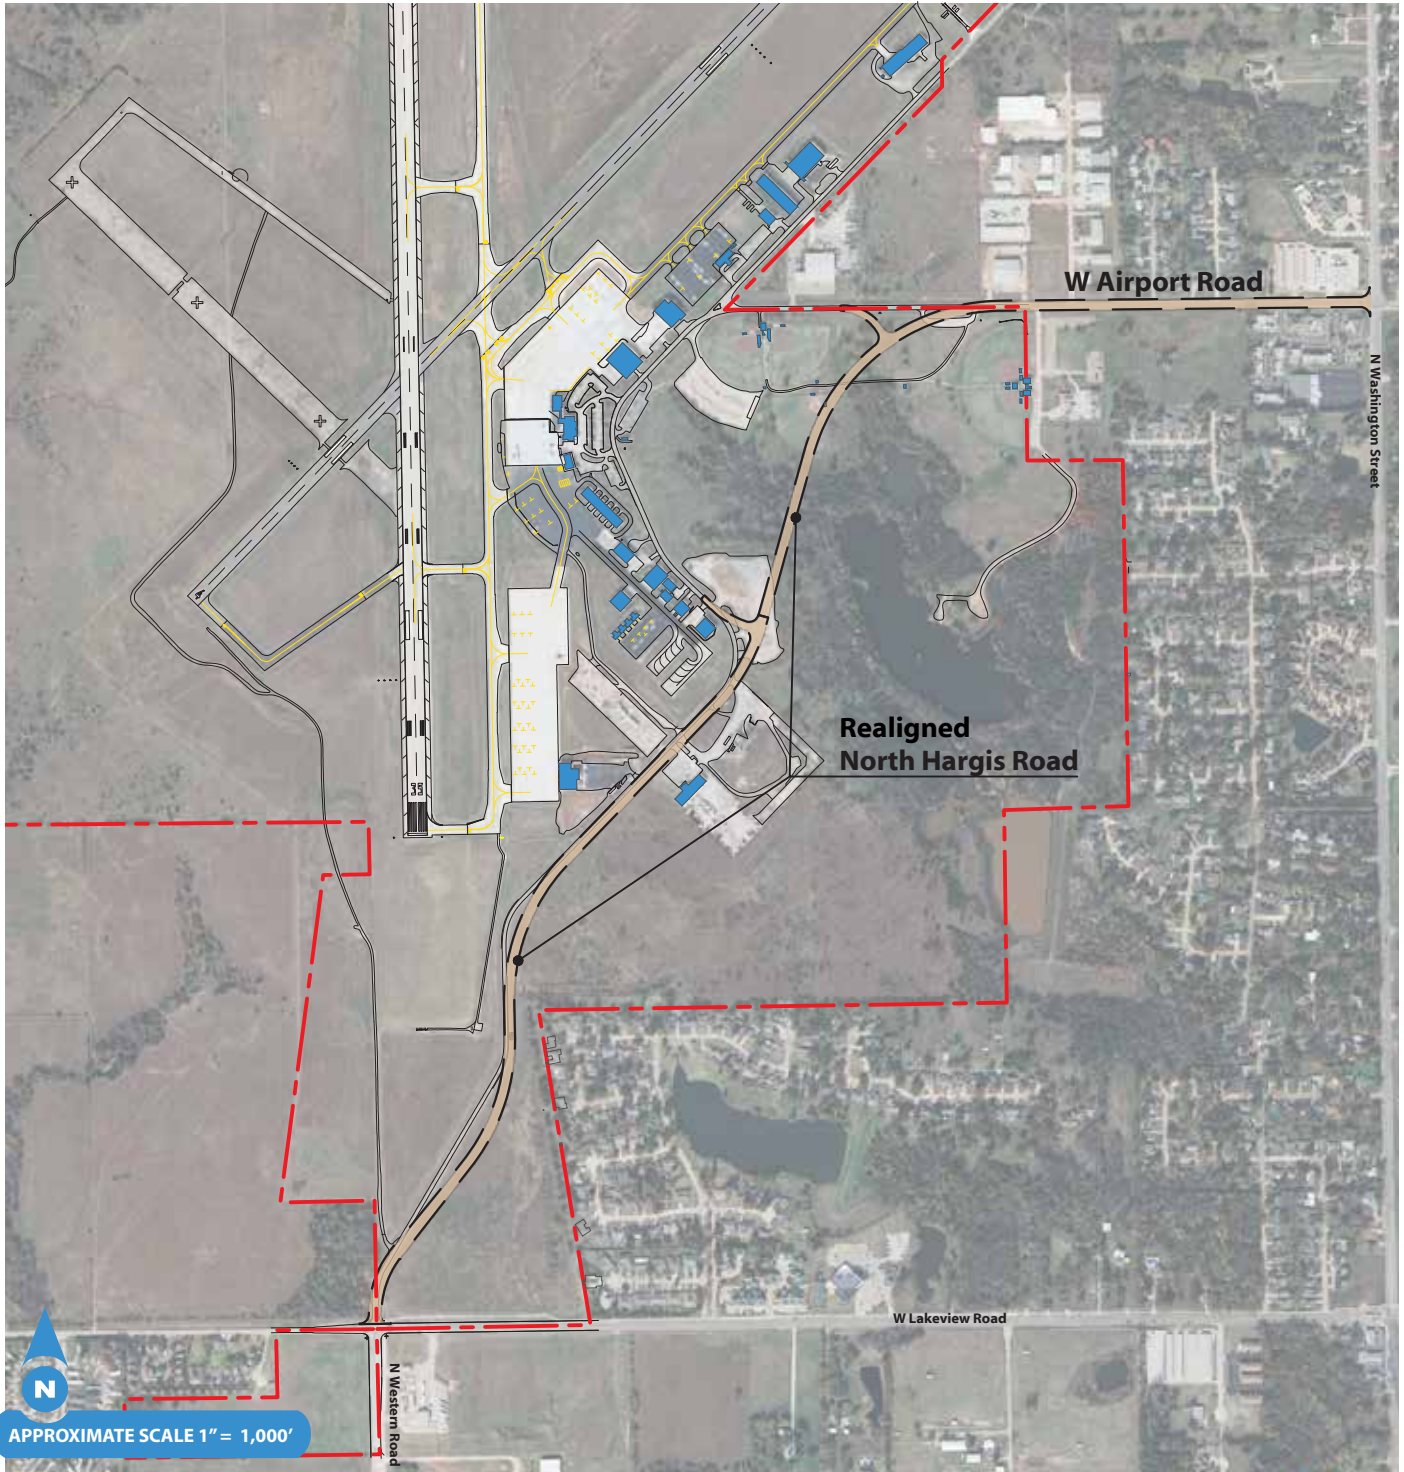 W Airport Road
N Washington Street
Realigned
North Hargis Road
W Lakeview Road
N Western Road
N
APPROXIMATE SCALE 1” = 1,000’